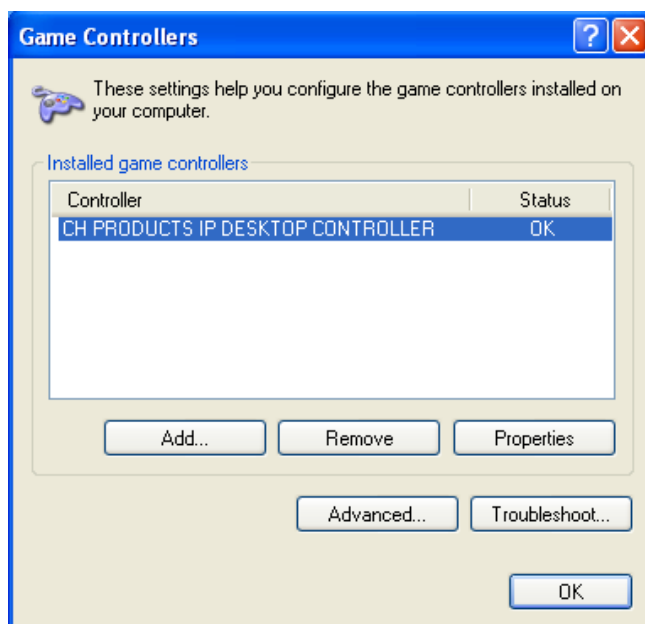 Game Controllers
These settings help you configure the game controllers installed on
your computer.
Installed game controllers
Controller Status
CH PRODUCTS IP DESKTOP CONTROLLER OK
Add... Remove Properties
Advanced... Troubleshoot...
OK